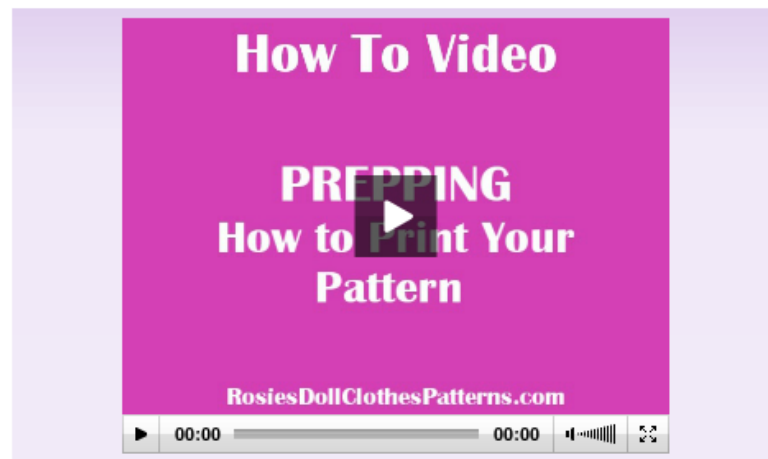 How To Video
PREPPING
How to Print Your
Pattern
RosiesDollClothesPatterns.com
00:00 00:00